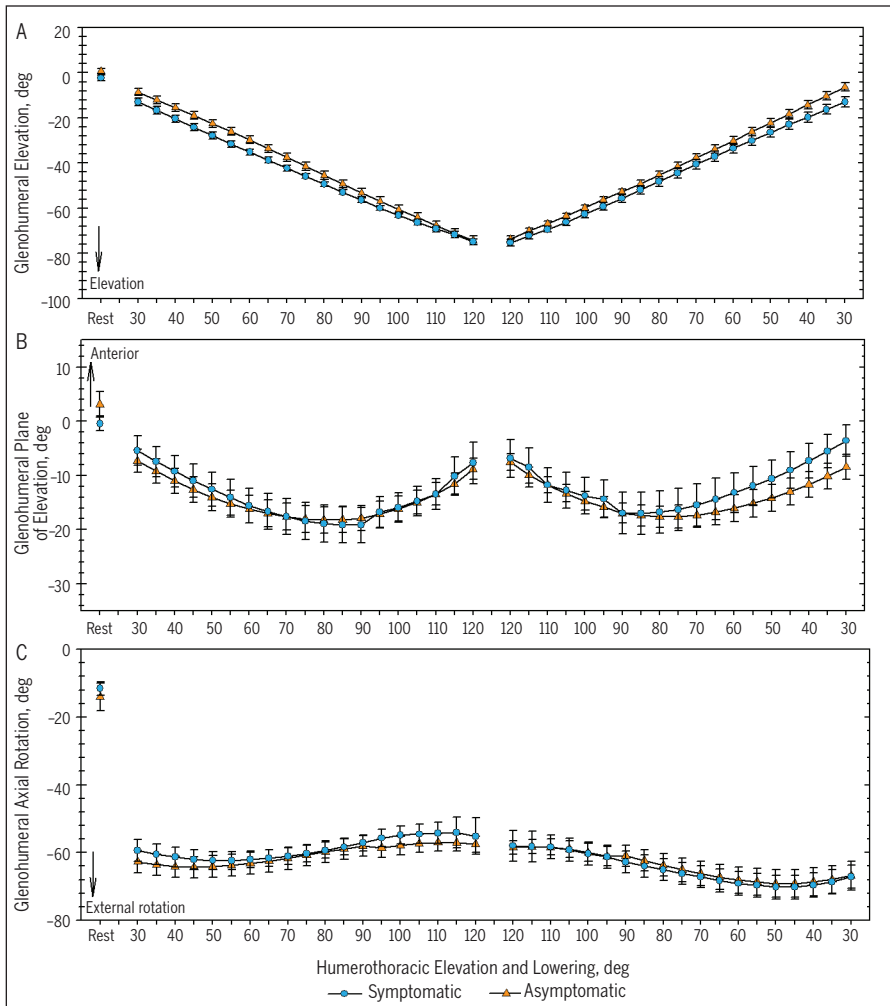 A
Glenohumeral Elevation, deg
20
0
−20
−40
−60
−80
−100
Elevation
Rest 30 40 50 60 70 80 90 100 110 120 120 110 100 90 80 70 60 50 40 30
B
Glenohumeral Plane
of Elevation, deg
Anterior
10
0
−10
−20
−30
Rest 30 40 50 60 70 80 90 100 110 120 120 110 100 90 80 70 60 50 40 30
C
Glenohumeral Axial Rotation, deg
0
−20
−40
−60
−80
External rotation
Rest 30 40 50 60 70 80 90 100 110 120 120 110 100 90 80 70 60 50 40 30
Humerothoracic Elevation and Lowering, deg
Symptomatic Asymptomatic